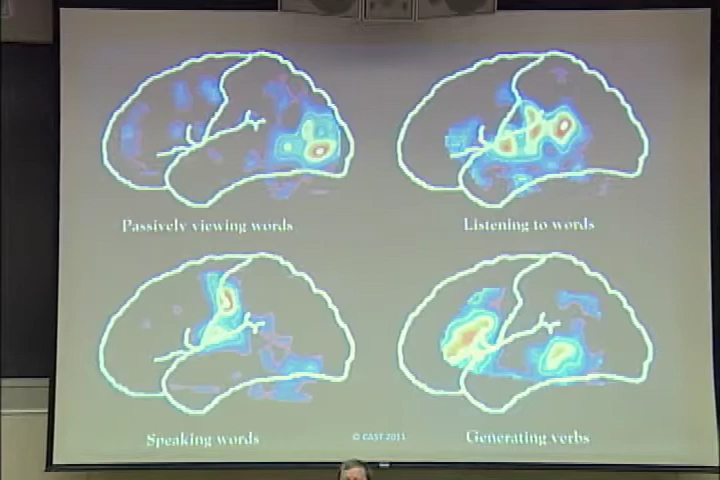 Passively viewing words
Listening to words
Speaking words
© CAST 2011
Generating verbs